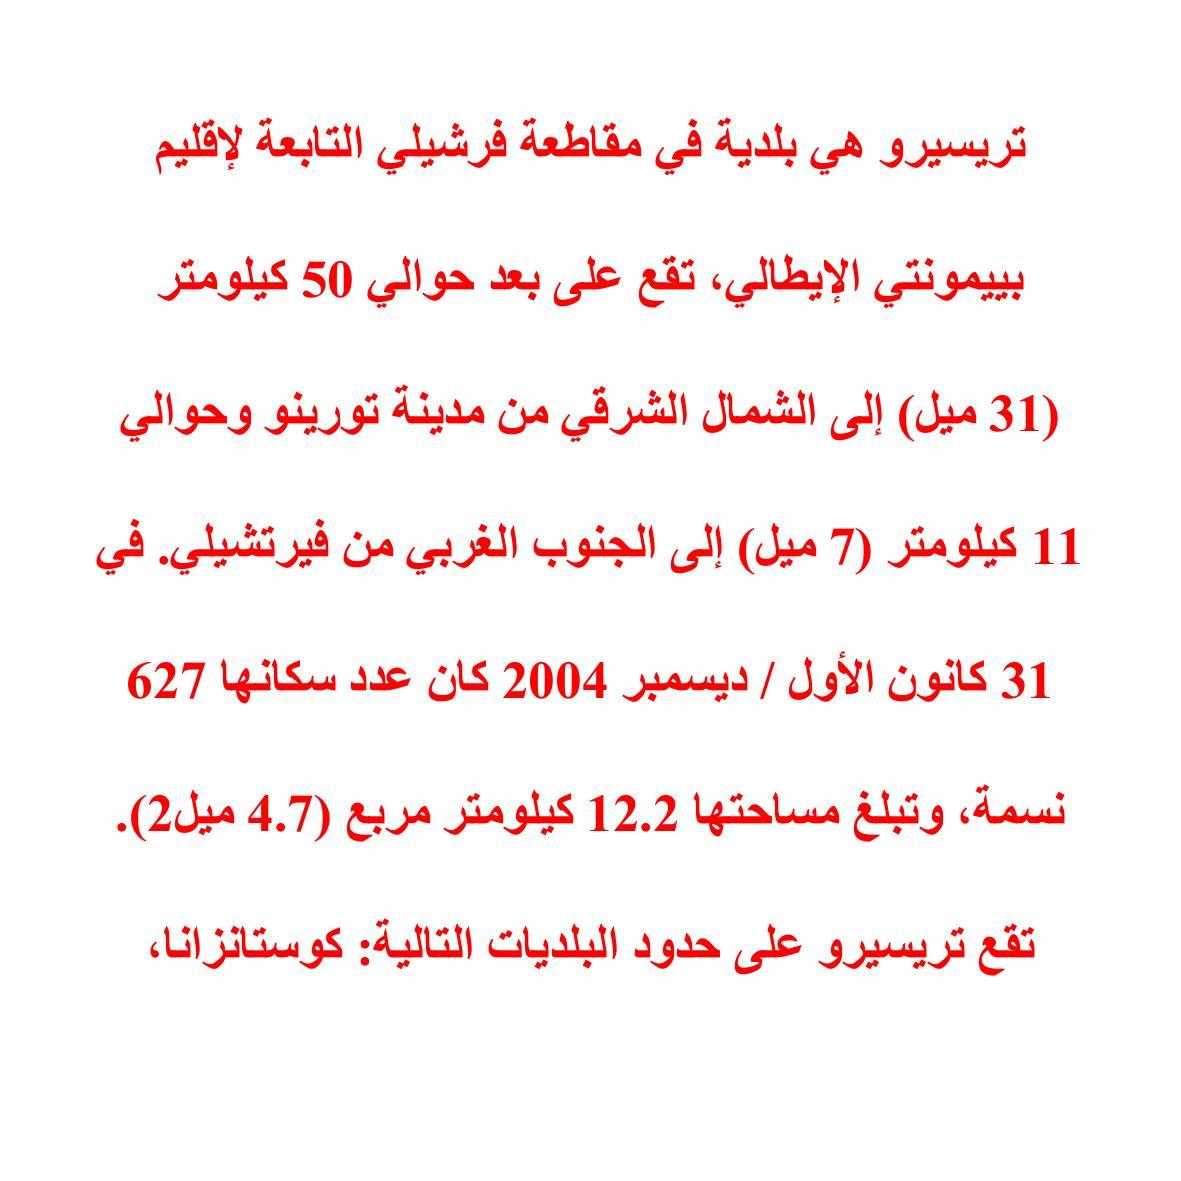 تريسيرو هي بلدية في مقاطعة فرشيلي التابعة لإقليم
بييمونتي الإيطالي، تقع على بعد حوالي 50 كيلومتر
(31 ميل) إلى الشمال الشرقي من مدينة تورينو وحوالي
11 كيلومتر (7 ميل) إلى الجنوب الغربي من فيرتشيلي. في
31 كانون الأول / ديسمبر 2004 كان عدد سكانها 627
نسمة، وتبلغ مساحتها 12.2 كيلومتر مربع (4.7 ميل2).
تقع تريسيرو على حدود البلديات التالية: كوستانزانا،